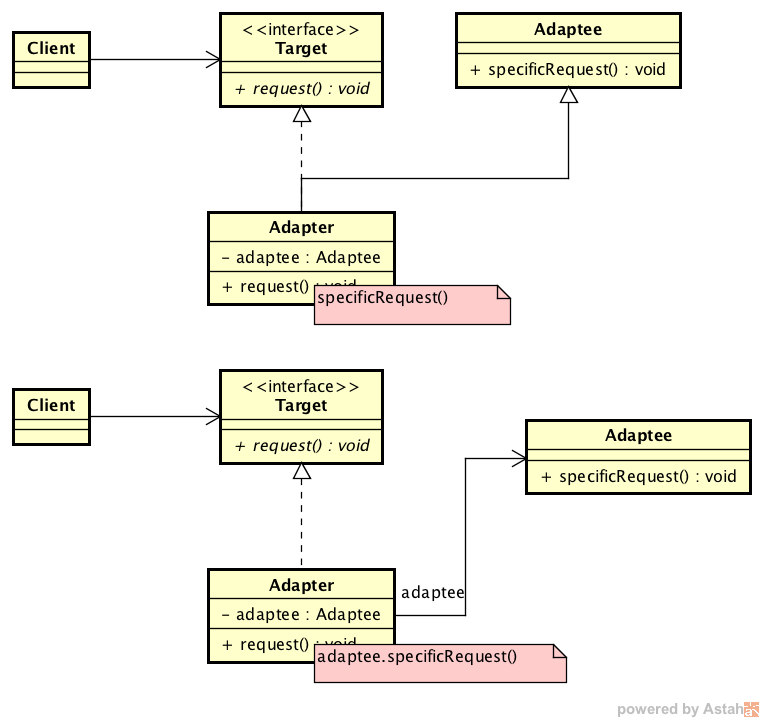 Client
<<interface>>
Target
+ request() : void
Adaptee
+ specificRequest() : void
Adapter
- adaptee : Adaptee
+ request() : void
specificRequest()
Client
<<interface>>
Target
+ request() : void
Adaptee
+ specificRequest() : void
Adapter
- adaptee : Adaptee
adaptee
+ request() : void
adaptee.specificRequest()
powered by Astah